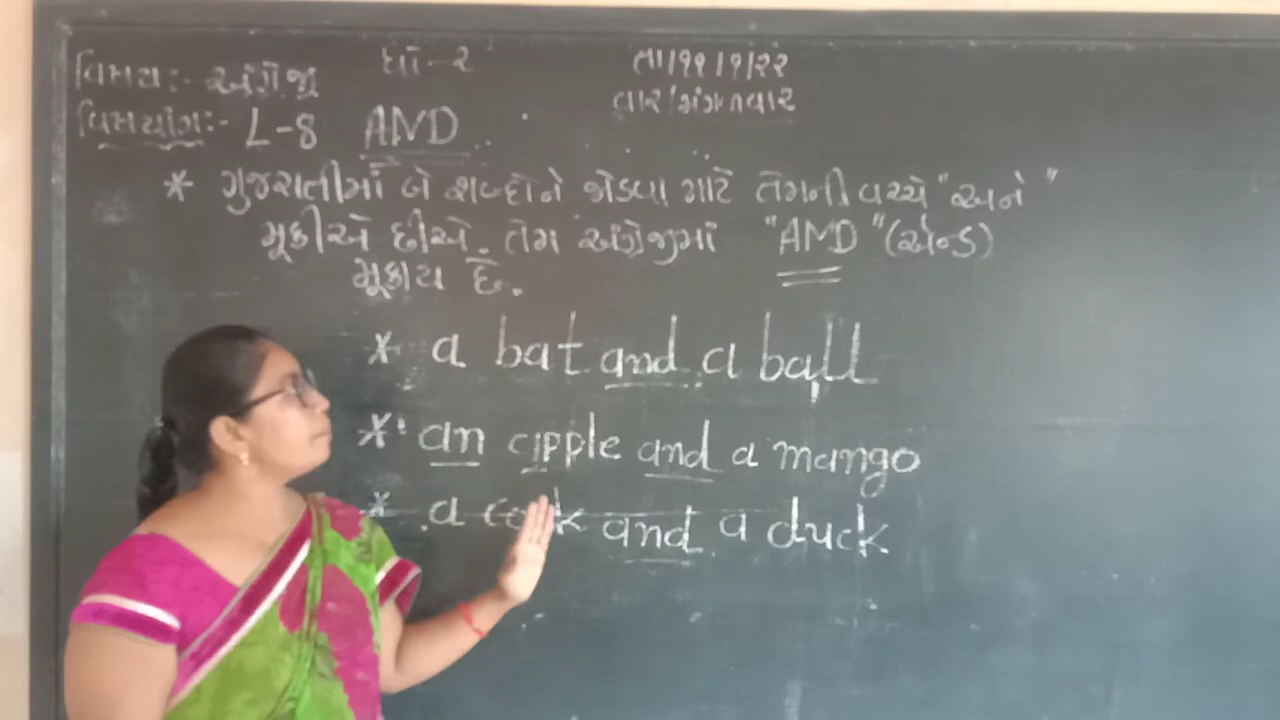 વિષય:- અંગ્રેજી ધો-૨ તા/૧૧/૧/૨૨
વિષયાંગ:- L-8 AND વાર/મંગળવાર
* ગુજરાતીમાં બે શબ્દોને જોડવા માટે તેમની વચ્ચે "અને"
મૂકીએ છીએ. તેમ અંગ્રેજીમાં "AND" (એન્ડ)
મૂકાય છે.
* a bat and a ball
* an apple and a mango
* a cock and a duck